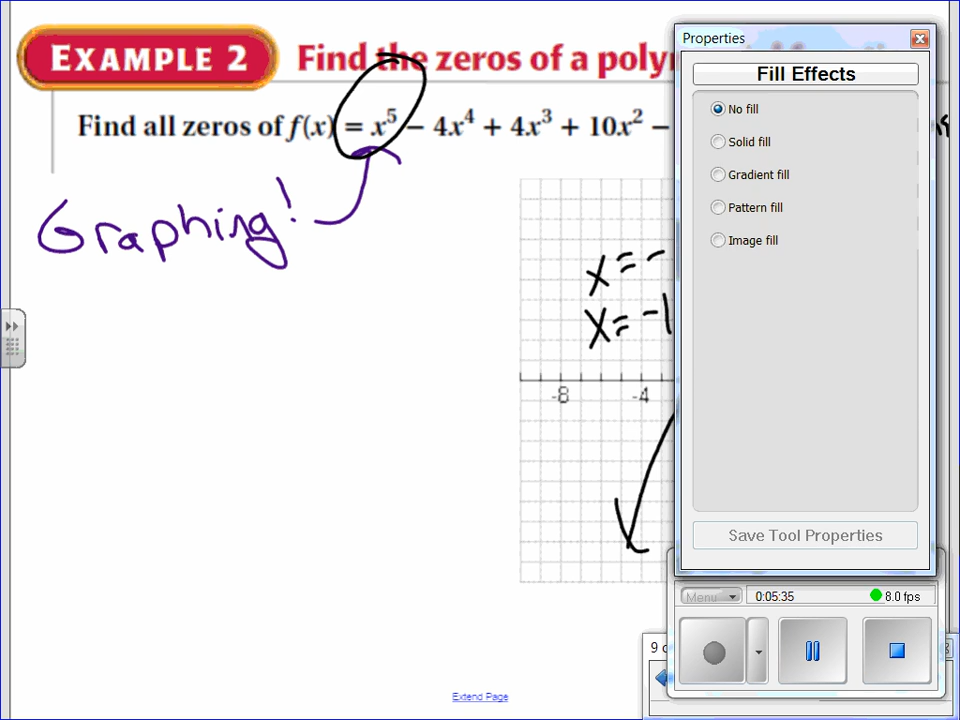 EXAMPLE 2 Find the zeros of a
Find all zeros of f(x) = x⁵ − 4x⁴ + 4x³ + 10x² −
Graphing!
x = -
x = -1
-8 -4
Properties
Fill Effects
No fill
Solid fill
Gradient fill
Pattern fill
Image fill
Save Tool Properties
Menu 0:05:35 8.0 fps
9
Extend Page